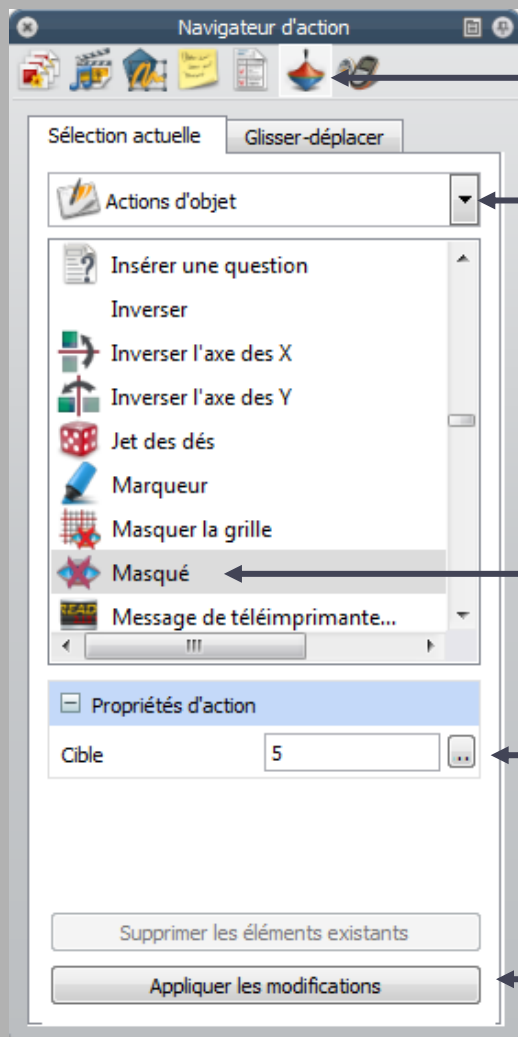 Navigateur d'action
Sélection actuelle
Glisser-déplacer
Actions d'objet
Insérer une question
Inverser
Inverser l'axe des X
Inverser l'axe des Y
Jet des dés
Marqueur
Masquer la grille
Masqué
READ
Message de téléimprimante...
Propriétés d'action
Cible 5 ..
Supprimer les éléments existants
Appliquer les modifications